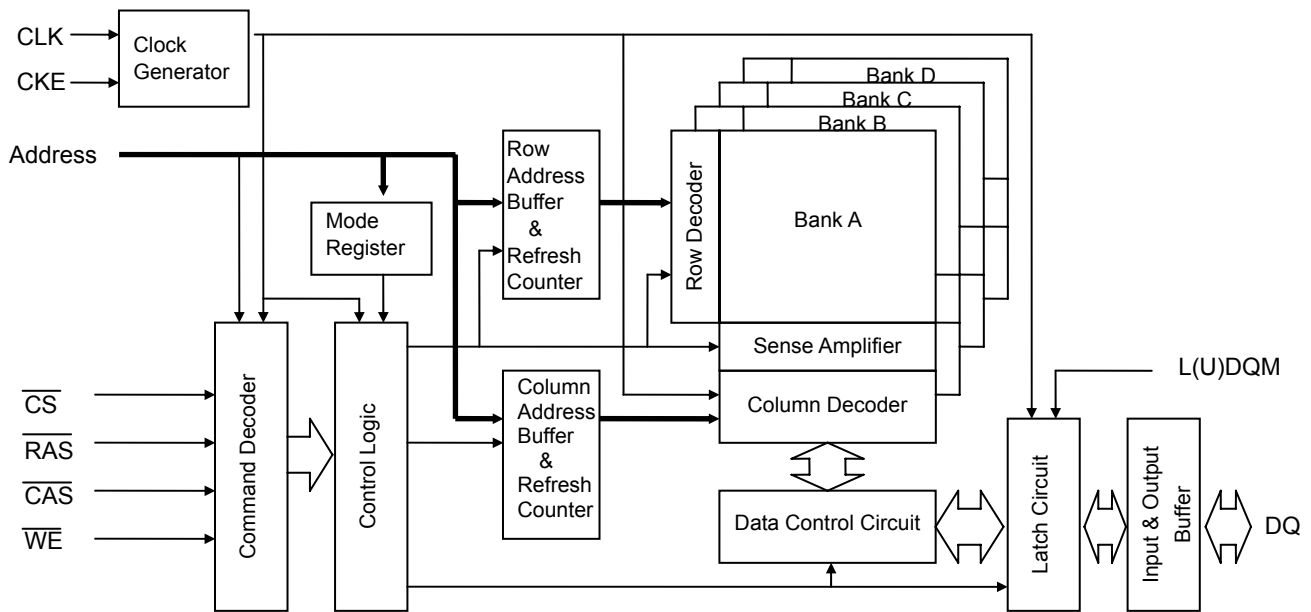 CLK
CKE
Clock
Generator
Bank D
Bank C
Bank B
Address
Row
Address
Buffer
&
Refresh
Counter
Row Decoder
Bank A
Mode
Register
Sense Amplifier
Column Decoder
L(U)DQM
CS
RAS
CAS
WE
Command Decoder
Control Logic
Column
Address
Buffer
&
Refresh
Counter
Data Control Circuit
Latch Circuit
Input & Output
Buffer
DQ